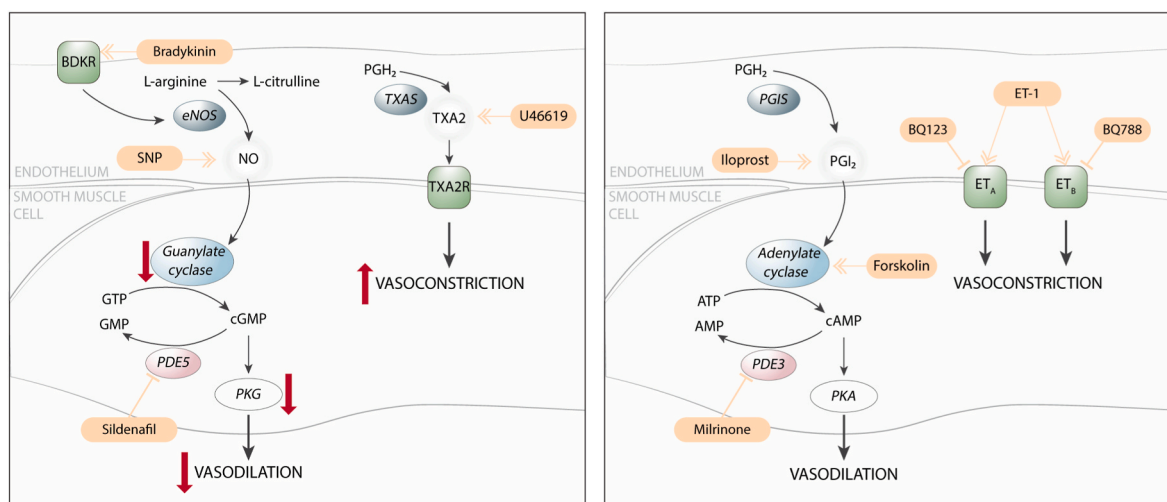 BDKR
Bradykinin
L-arginine
L-citrulline
eNOS
SNP
NO
PGH₂
TXAS
TXA2
U46619
TXA2R
ENDOTHELIUM
SMOOTH MUSCLE
CELL
Guanylate
cyclase
VASOCONSTRICTION
GTP
cGMP
GMP
PDE5
PKG
Sildenafil
VASODILATION
PGH₂
PGIS
ET-1
BQ123
BQ788
Iloprost
PGI₂
ET_A
ET_B
ENDOTHELIUM
SMOOTH MUSCLE
CELL
Adenylate
cyclase
Forskolin
VASOCONSTRICTION
ATP
cAMP
AMP
PDE3
PKA
Milrinone
VASODILATION